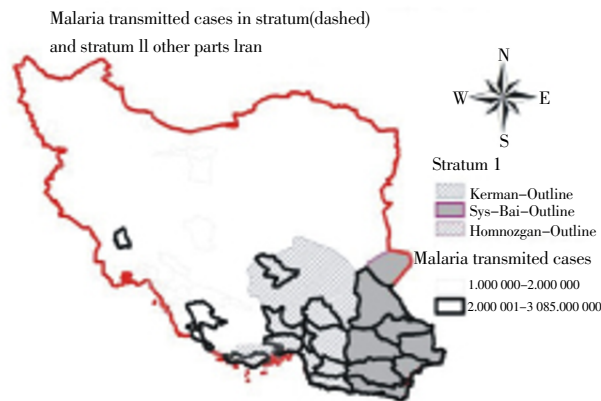 Malaria transmitted cases in stratum(dashed)
and stratum ll other parts lran
N
W
E
S
Stratum 1
Kerman-Outline
Sys-Bai-Outline
Homnozgan-Outline
Malaria transmited cases
1.000 000-2.000 000
2.000 001-3 085.000 000